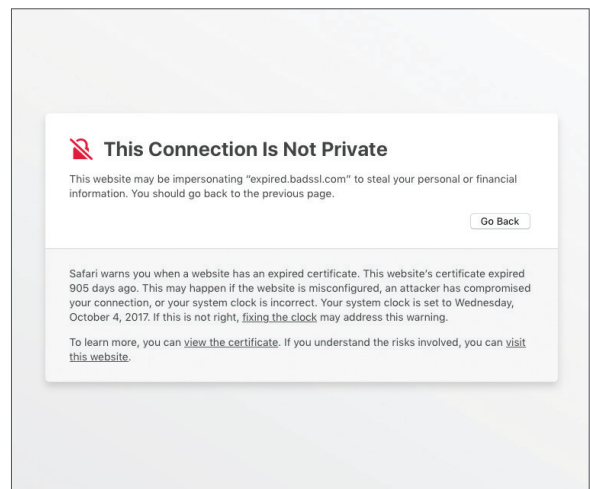 This Connection Is Not Private
This website may be impersonating “expired.badssl.com” to steal your personal or financial
information. You should go back to the previous page.
Go Back
Safari warns you when a website has an expired certificate. This website’s certificate expired
905 days ago. This may happen if the website is misconfigured, an attacker has compromised
your connection, or your system clock is incorrect. Your system clock is set to Wednesday,
October 4, 2017. If this is not right, fixing the clock may address this warning.
To learn more, you can view the certificate. If you understand the risks involved, you can visit
this website.